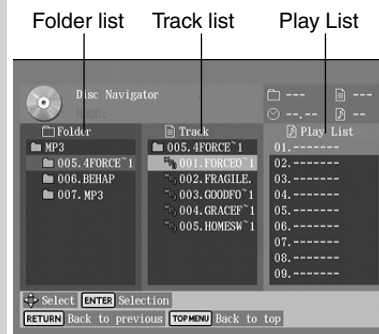 Folder list Track list Play List
Disc Navigator --- ---
MODE: --.-- --
Folder Track Play List
MP3 005.4FORCE~1 01.--------
005.4FORCE~1 001.FORCEO~1 02.--------
006.BEHAP 002.FRAGILE. 03.--------
007.MP3 003.GOODFO~1 04.--------
004.GRACEF~1 05.--------
005.HOMESW~1 06.--------
07.--------
08.--------
09.--------
Select ENTER Selection
RETURN Back to previous TOP MENU Back to top